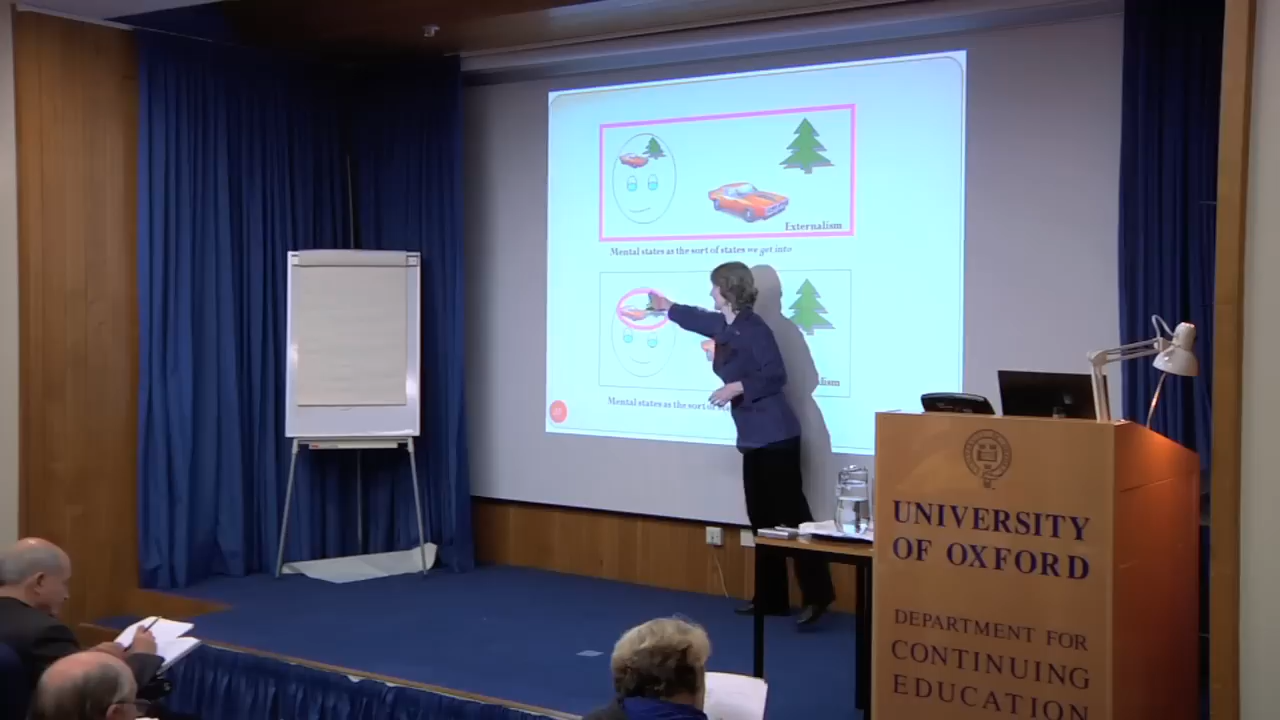 Externalism
Mental states as the sort of states we get into
Mental states as the sort of
UNIVERSITY
OF OXFORD
DEPARTMENT FOR
CONTINUING
EDUCATION